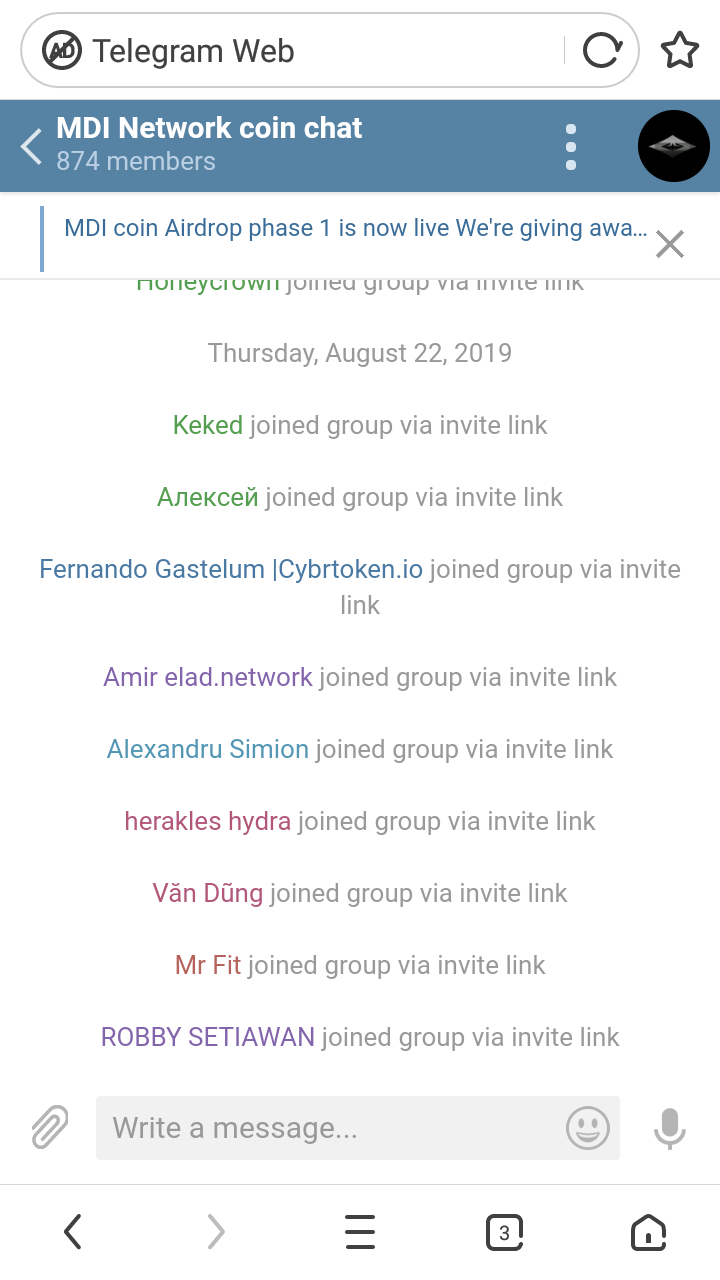 Telegram Web
MDI Network coin chat
874 members
MDI coin Airdrop phase 1 is now live We're giving awa...
Honeycrown joined group via invite link
Thursday, August 22, 2019
Keked joined group via invite link
Алексей joined group via invite link
Fernando Gastelum |Cybrtoken.io joined group via invite
link
Amir elad.network joined group via invite link
Alexandru Simion joined group via invite link
herakles hydra joined group via invite link
Văn Dũng joined group via invite link
Mr Fit joined group via invite link
ROBBY SETIAWAN joined group via invite link
Write a message...
3